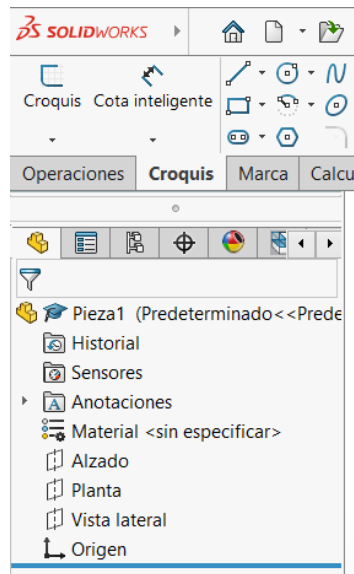 SOLIDWORKS
Croquis Cota inteligente
Operaciones Croquis Marca Calcu
Pieza1 (Predeterminado<<Prede
Historial
Sensores
Anotaciones
Material <sin especificar>
Alzado
Planta
Vista lateral
Origen